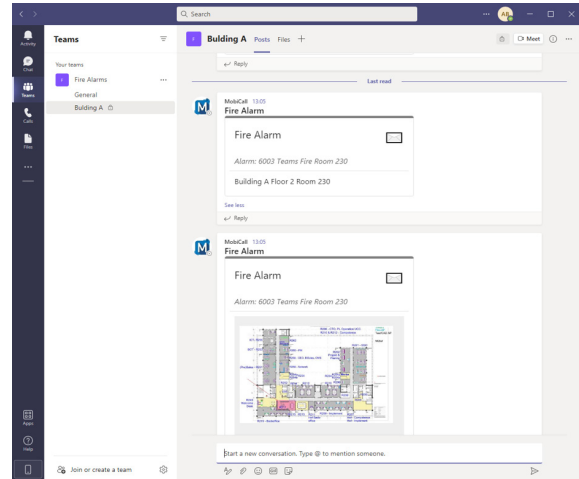 Search
AB
Activity
Chat
Teams
Calls
Files
Apps
Help
Teams
Your teams
Fire Alarms
General
Bulding A
Join or create a team
Bulding A Posts Files
Meet
Reply
Last read
MobiCall 13:05
Fire Alarm
Fire Alarm
Alarm: 6003 Teams Fire Room 230
Building A Floor 2 Room 230
See less
Reply
MobiCall 13:05
Fire Alarm
Fire Alarm
Alarm: 6003 Teams Fire Room 230
Start a new conversation. Type @ to mention someone.